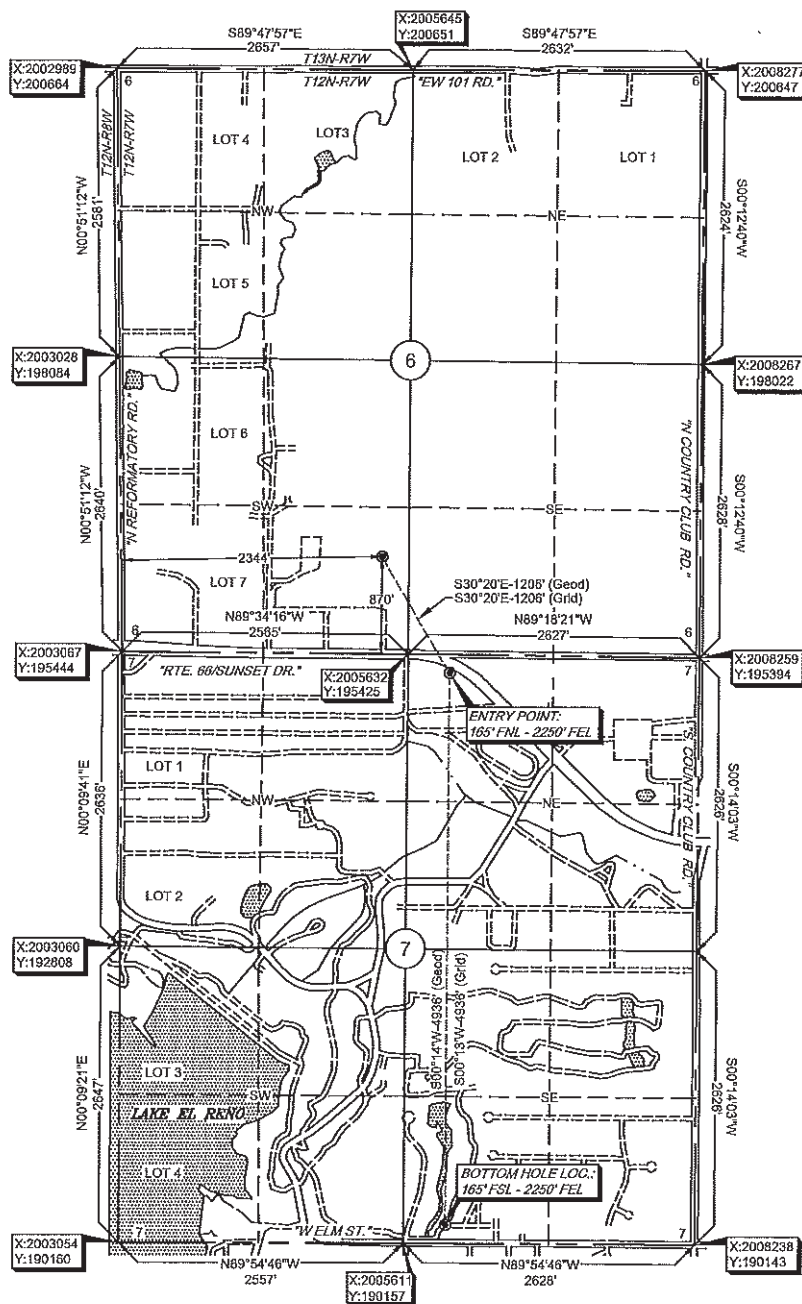 X:2005645
Y:200651
S89°47'57"E
2657'
S89°47'57"E
2632'
T13N-R7W
T12N-R7W
"EW 101 RD."
X:2002989
Y:200664
X:2008277
Y:200647
6
6
T12N-R8W
T12N-R7W
LOT 4
LOT3
LOT 2
LOT 1
N00°51'12"W
2581'
S00°12'40"W
2624'
NW
NE
LOT 5
X:2003028
Y:198084
6
X:2008267
Y:198022
"N REFORMATORY RD."
LOT 6
"N COUNTRY CLUB RD."
N00°51'12"W
2640'
S00°12'40"W
2628'
SW
SE
2344'
LOT 7
870'
S30°20'E-1206' (Geod)
S30°20'E-1206' (Grid)
N89°34'16"W
2565'
N89°18'21"W
2627'
6
6
X:2003067
Y:195444
7
"RTE. 66/SUNSET DR."
X:2005632
Y:195425
7
X:2008259
Y:195394
ENTRY POINT:
165' FNL - 2250' FEL
LOT 1
"S COUNTRY CLUB RD."
N00°09'41"E
2636'
S00°14'03"W
2626'
NW
NE
LOT 2
X:2003060
Y:192808
7
S00°14'W-4936' (Geod)
S00°13'W-4936' (Grid)
LOT 3
N00°09'21"E
2647'
S00°14'03"W
2626'
SW
SE
LAKE EL RENO
LOT 4
BOTTOM HOLE LOC.:
165' FSL - 2250' FEL
7
"W ELM ST."
7
X:2003054
Y:190160
X:2008238
Y:190143
N89°54'46"W
2557'
X:2005611
Y:190157
N89°54'46"W
2628'